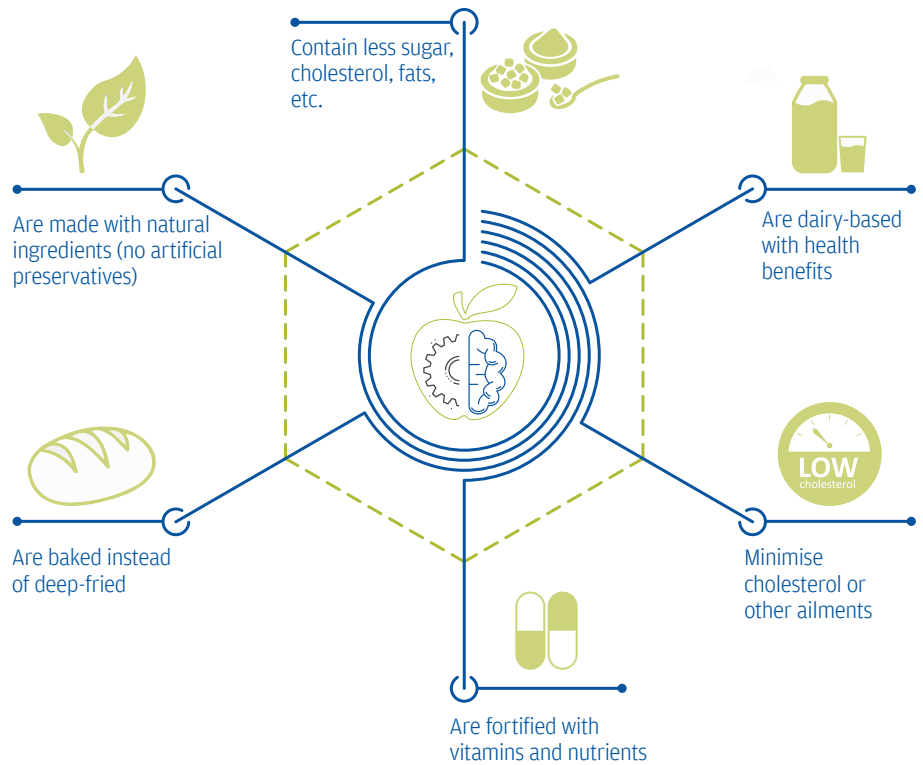 Contain less sugar,
cholesterol, fats,
etc.
Are made with natural
ingredients (no artificial
preservatives)
Are dairy-based
with health
benefits
LOW
cholesterol
Are baked instead
of deep-fried
Minimise
cholesterol or
other ailments
Are fortified with
vitamins and nutrients